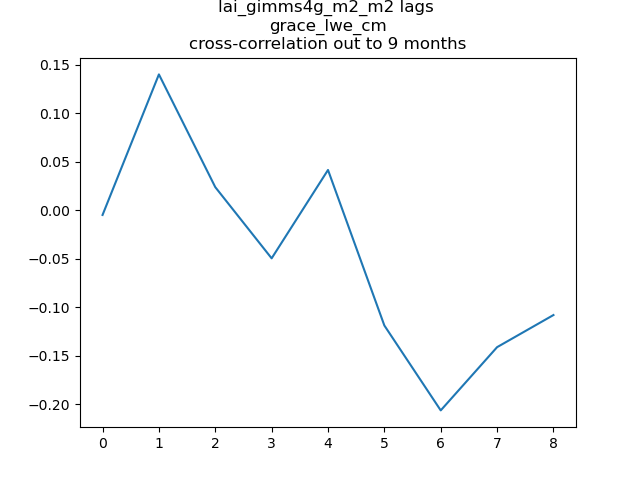 lai_gimms4g_m2_m2 lags
grace_lwe_cm
cross-correlation out to 9 months
0.15
0.10
0.05
0.00
−0.05
−0.10
−0.15
−0.20
0 1 2 3 4 5 6 7 8